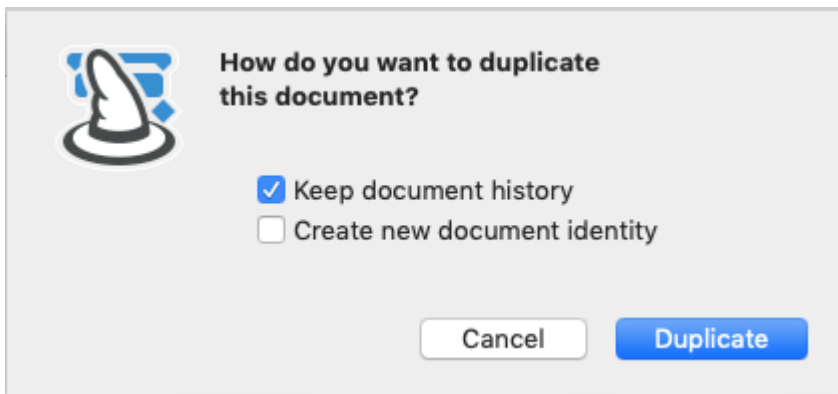 How do you want to duplicate
this document?
Keep document history
Create new document identity
Cancel
Duplicate